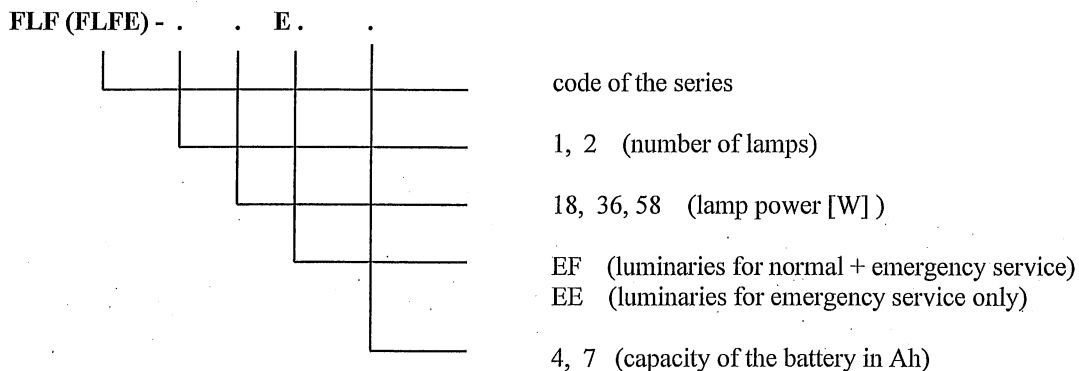 FLF (FLFE) - . . E . .
code of the series
1, 2 (number of lamps)
18, 36, 58 (lamp power [W] )
EF (luminaries for normal + emergency service)
EE (luminaries for emergency service only)
4, 7 (capacity of the battery in Ah)